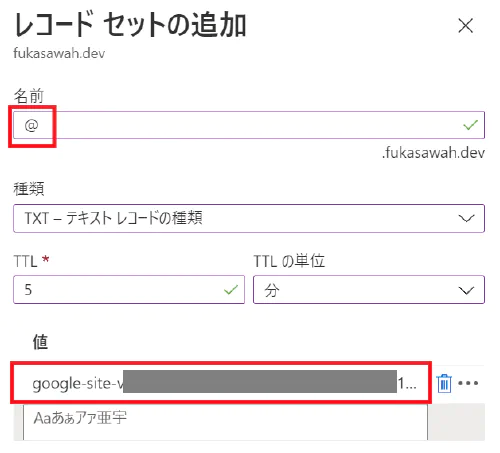 レコード セットの追加
fukasawah.dev
名前
@
.fukasawah.dev
種類
TXT – テキスト レコードの種類
TTL *
TTL の単位
5
分
値
google-site-v 1...
Aaあぁアァ亜宇